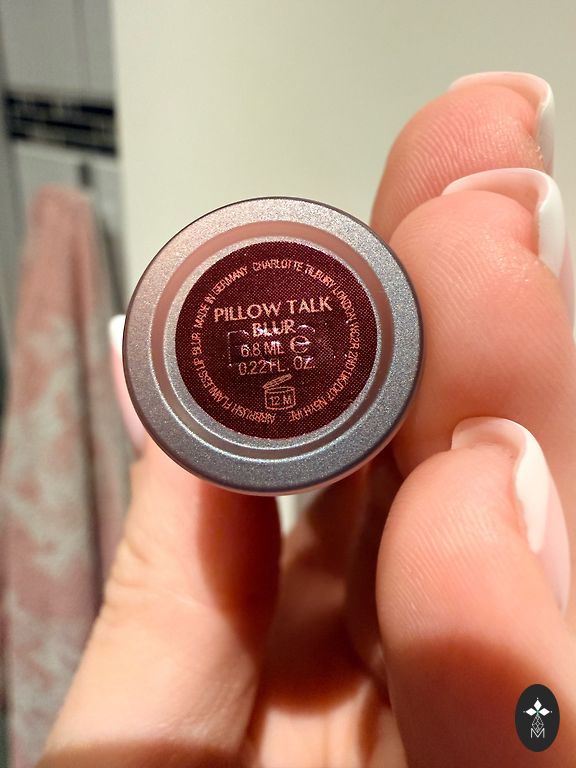 PILLOW TALK
BLUR
6.8 ML e
0.22 FL. OZ.
12 M
AIRBRUSH FLAWLESS LIP BLUR MADE IN GERMANY CHARLOTTE TILBURY LONDON
M